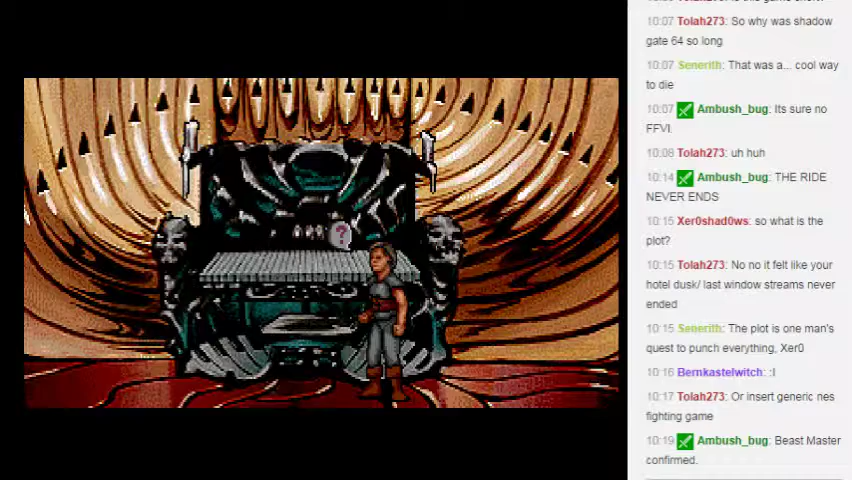 ?
10:07 Tolah273: So why was shadow
gate 64 so long
10:07 Senerith: That was a... cool way
to die
10:07 Ambush_bug: Its sure no
FFVI.
10:08 Tolah273: uh huh
10:14 Ambush_bug: THE RIDE
NEVER ENDS
10:15 Xer0shad0ws: so what is the
plot?
10:15 Tolah273: No no it felt like your
hotel dusk/ last window streams never
ended
10:15 Senerith: The plot is one man's
quest to punch everything, Xer0
10:16 Bernkastelwitch: :I
10:17 Tolah273: Or insert generic nes
fighting game
10:19 Ambush_bug: Beast Master
confirmed.